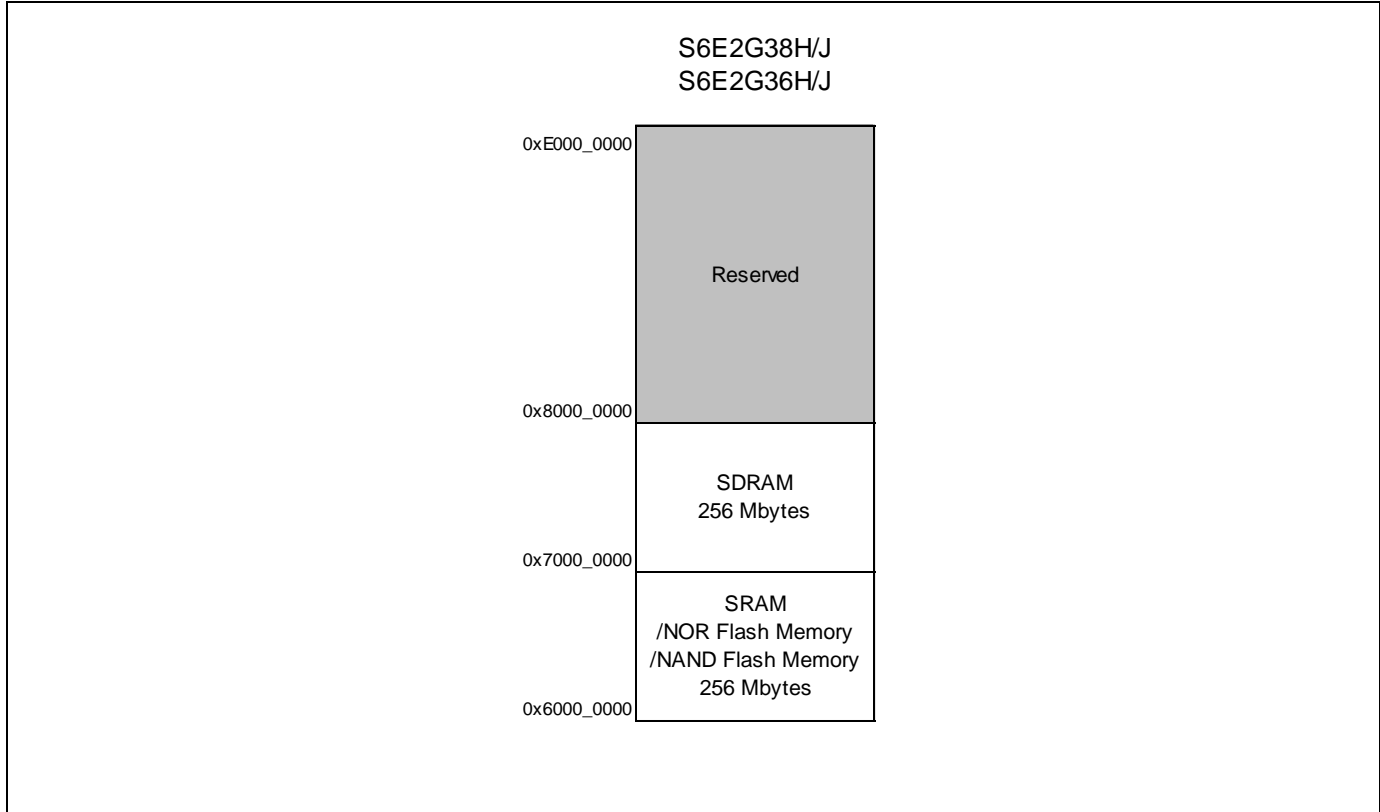 S6E2G38H/J
S6E2G36H/J
0xE000_0000
Reserved
0x8000_0000
SDRAM
256 Mbytes
0x7000_0000
SRAM
/NOR Flash Memory
/NAND Flash Memory
256 Mbytes
0x6000_0000